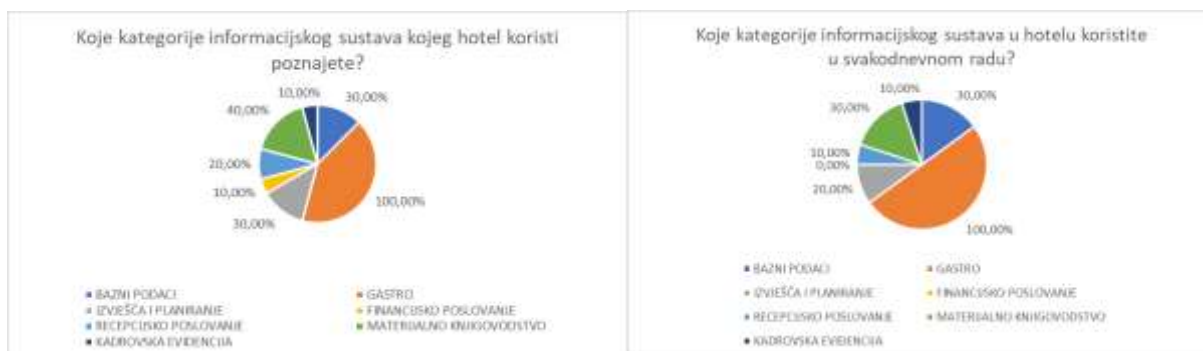 Koje kategorije informacijskog sustava kojeg hotel koristi
poznajete?
10,00%
30,00%
40,00%
20,00%
10,00%
100,00%
30,00%
BAZNI PODACI
GASTRO
IZVJEŠĆA I PLANIRANJE
FINANCIJSKO POSLOVANJE
RECEPCIJSKO POSLOVANJE
MATERIJALNO KNJIGOVODSTVO
KADROVSKA EVIDENCIJA
Koje kategorije informacijskog sustava u hotelu koristite
u svakodnevnom radu?
10,00%
30,00%
30,00%
10,00%
0,00%
20,00%
100,00%
BAZNI PODACI
GASTRO
IZVJEŠĆA I PLANIRANJE
FINANCIJSKO POSLOVANJE
RECEPCIJSKO POSLOVANJE
MATERIJALNO KNJIGOVODSTVO
KADROVSKA EVIDENCIJA